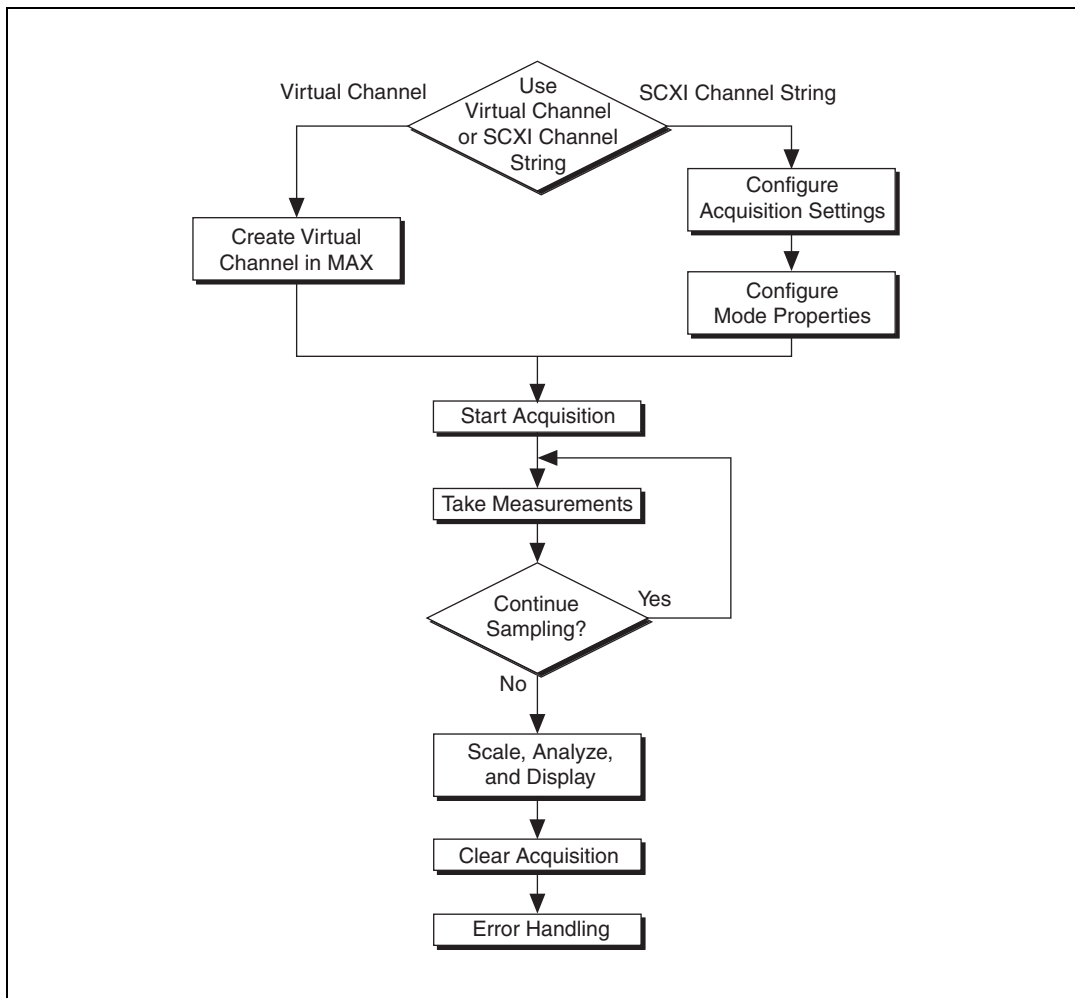 Use
Virtual Channel
or SCXI Channel
String
Virtual Channel
SCXI Channel String
Create Virtual
Channel in MAX
Configure
Acquisition Settings
Configure
Mode Properties
Start Acquisition
Take Measurements
Continue
Sampling?
Yes
No
Scale, Analyze,
and Display
Clear Acquisition
Error Handling